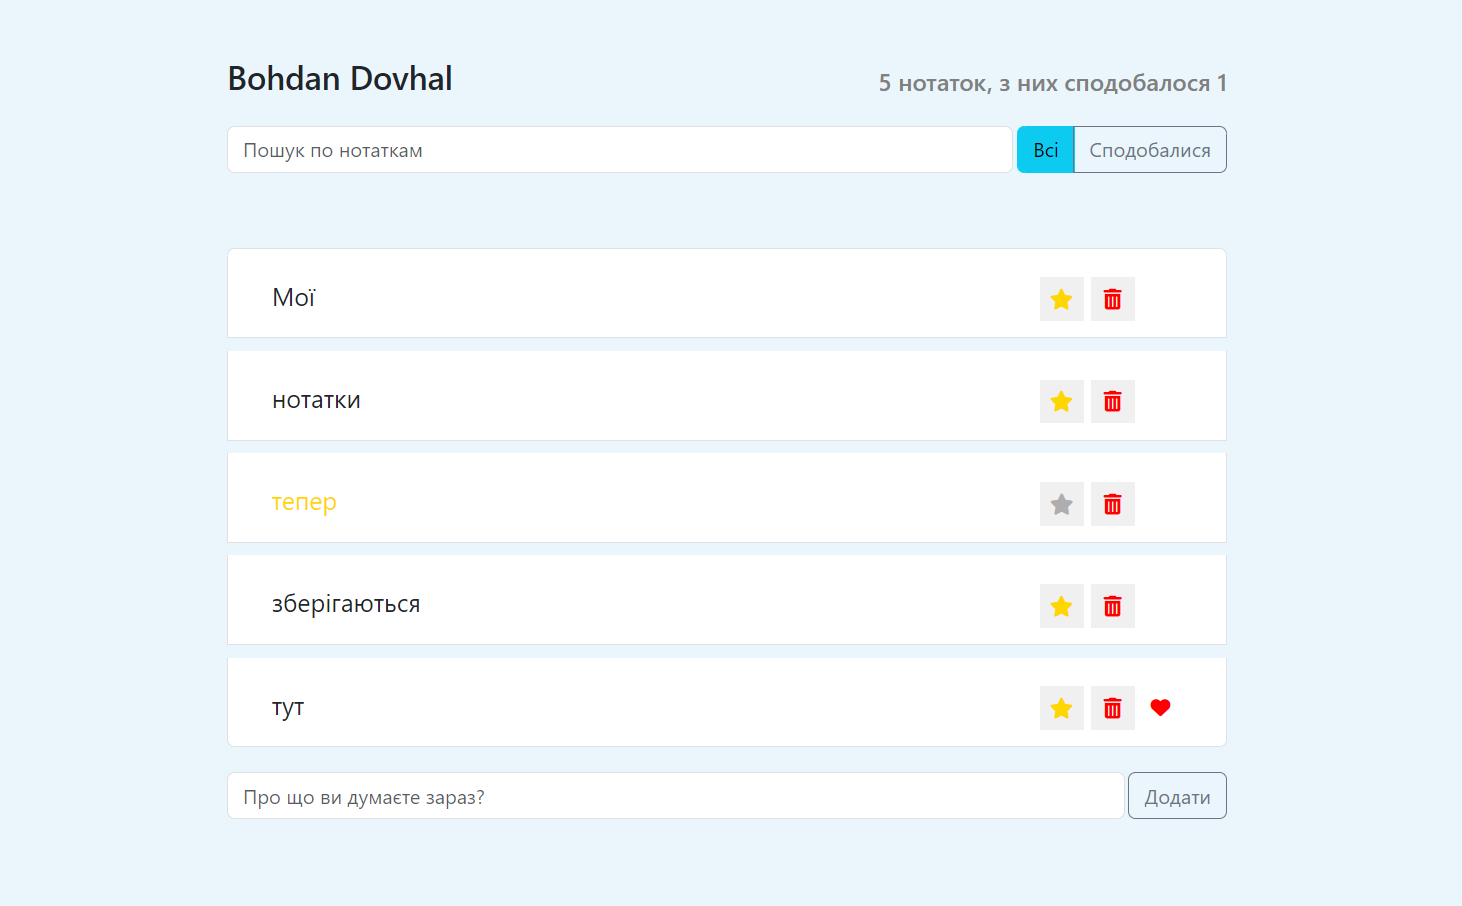 Bohdan Dovhal
5 нотаток, з них сподобалося 1
Пошук по нотаткам
Всі
Сподобалися
Мої
нотатки
тепер
зберігаються
тут
Про що ви думаєте зараз?
Додати